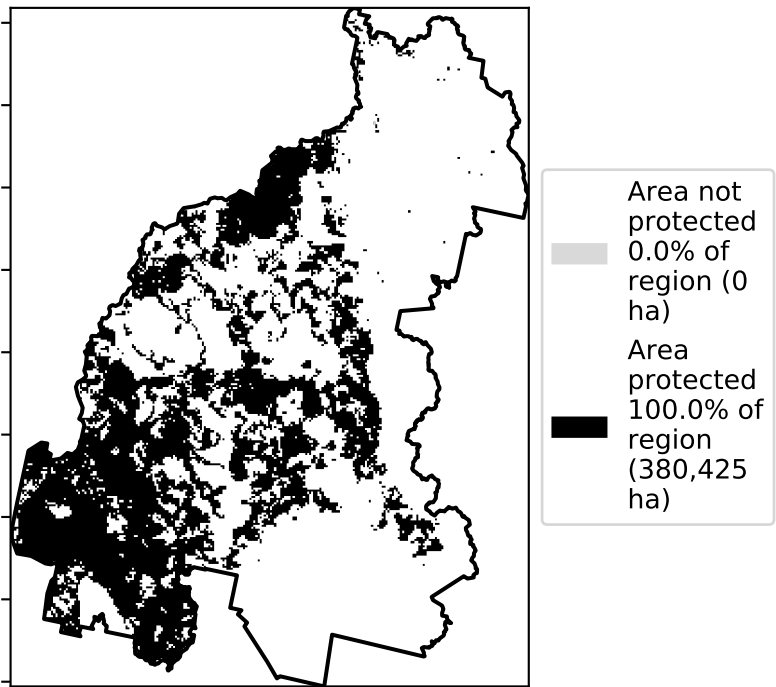 Area not
protected
0.0% of
region (0
ha)
Area
protected
100.0% of
region
(380,425
ha)